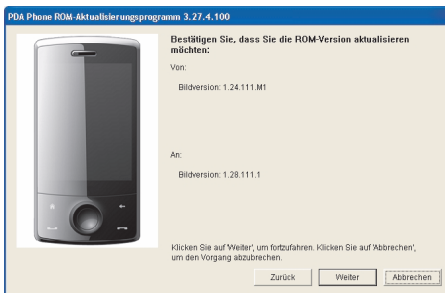 PDA Phone ROM-Aktualisierungsprogramm 3.27.4.100
Bestätigen Sie, dass Sie die ROM-Version aktualisieren
möchten:
Von:
Bildversion: 1.24.111.M1
An:
Bildversion: 1.28.111.1
Klicken Sie auf 'Weiter', um fortzufahren. Klicken Sie auf 'Abbrechen',
um den Vorgang abzubrechen.
Zurück Weiter Abbrechen